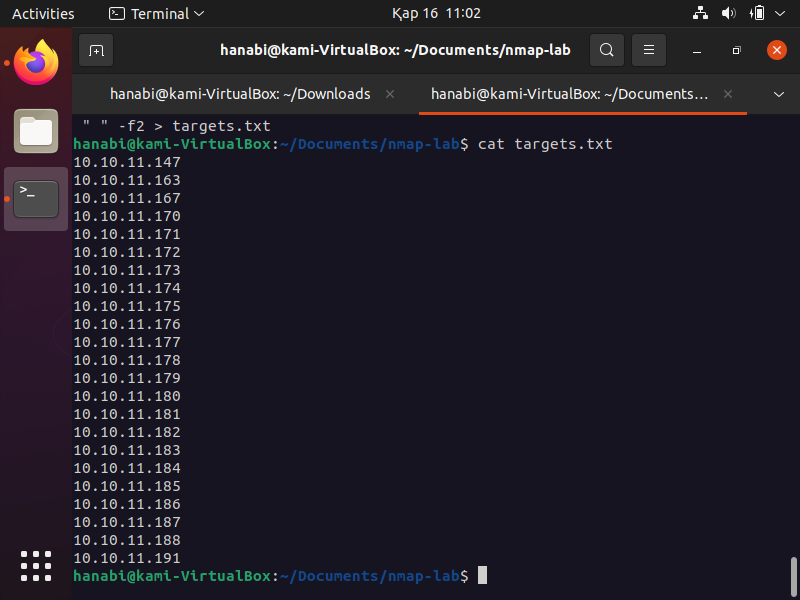 Activities
Terminal
Қар 16 11:02
hanabi@kami-VirtualBox: ~/Documents/nmap-lab
hanabi@kami-VirtualBox: ~/Downloads
hanabi@kami-VirtualBox: ~/Documents...
" " -f2 > targets.txt
hanabi@kami-VirtualBox:~/Documents/nmap-lab$ cat targets.txt
10.10.11.147
10.10.11.163
10.10.11.167
10.10.11.170
10.10.11.171
10.10.11.172
10.10.11.173
10.10.11.174
10.10.11.175
10.10.11.176
10.10.11.177
10.10.11.178
10.10.11.179
10.10.11.180
10.10.11.181
10.10.11.182
10.10.11.183
10.10.11.184
10.10.11.185
10.10.11.186
10.10.11.187
10.10.11.188
10.10.11.191
hanabi@kami-VirtualBox:~/Documents/nmap-lab$